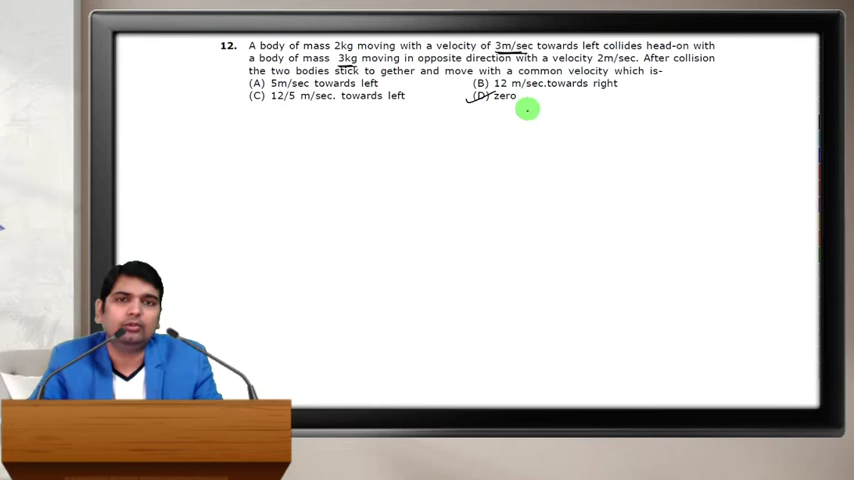 12. A body of mass 2kg moving with a velocity of 3m/sec towards left collides head-on with
a body of mass 3kg moving in opposite direction with a velocity 2m/sec. After collision
the two bodies stick to gether and move with a common velocity which is-
(A) 5m/sec towards left (B) 12 m/sec.towards right
(C) 12/5 m/sec. towards left (D) zero